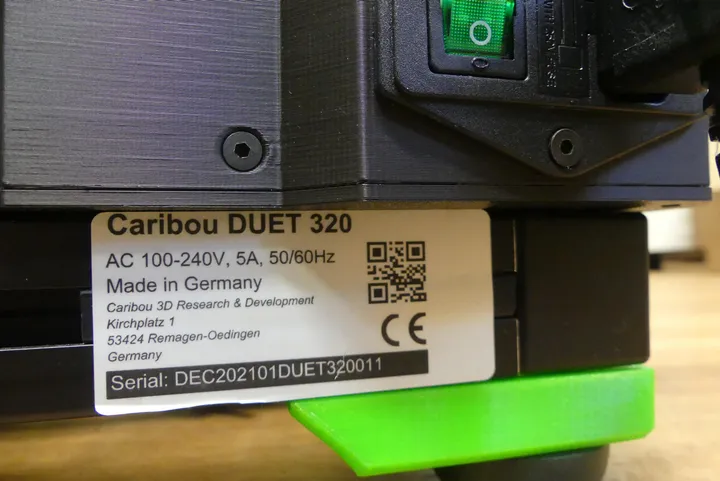 Caribou DUET 320
AC 100-240V, 5A, 50/60Hz
Made in Germany
Caribou 3D Research & Development
Kirchplatz 1
53424 Remagen-Oedingen
Germany
CE
Serial: DEC202101DUET320011